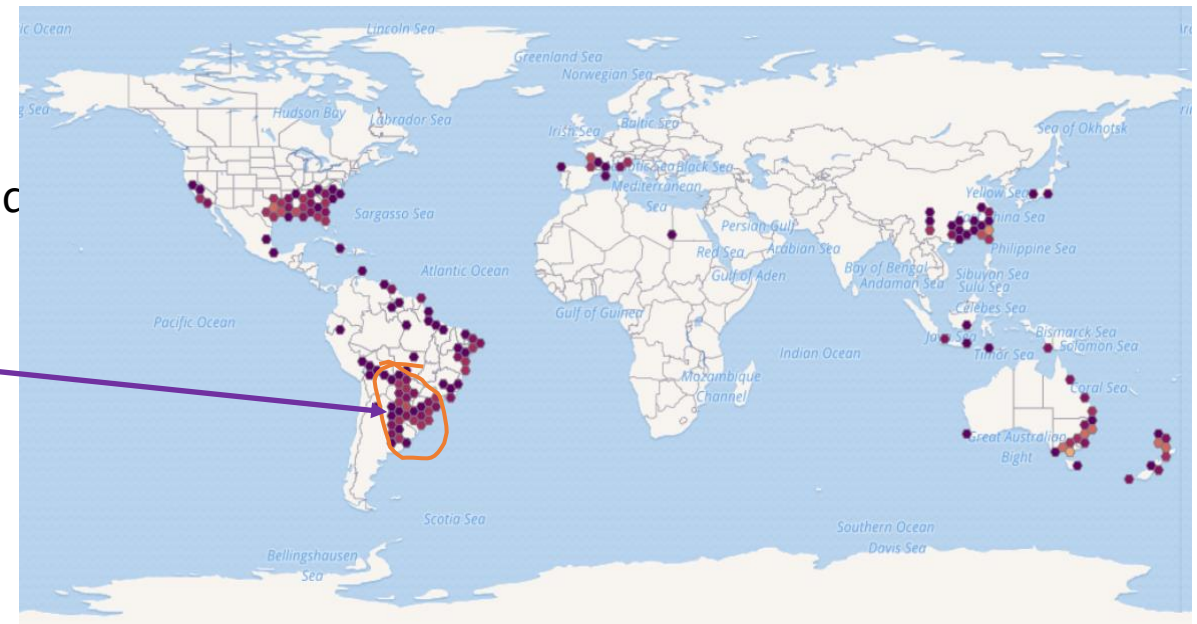 ic Ocean
Lincoln Sea
Greenland Sea
Norwegian Sea
g Sea
Hudson Bay
Labrador Sea
Irish Sea
Baltic Sea
Sea of Okhotsk
c
Black Sea
Mediterranean
Sea
Yellow Sea
East China Sea
Sargasso Sea
Persian Gulf
Red Sea
Arabian Sea
Philippine Sea
Gulf of Aden
Atlantic Ocean
Bay of Bengal
Andaman Sea
Sibuyan Sea
Sulu Sea
Gulf of Guinea
Celebes Sea
Pacific Ocean
Java Sea
Bismarck Sea
Solomon Sea
Timor Sea
Indian Ocean
Mozambique
Channel
Coral Sea
Great Australian
Bight
Scotia Sea
Southern Ocean
Davis Sea
Bellingshausen
Sea